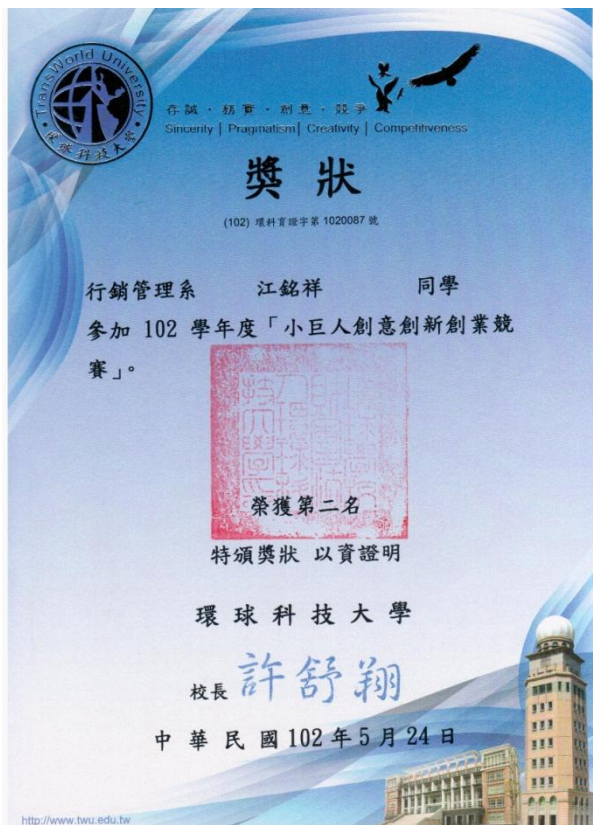 TransWorld University
環球科技大學
存誠・務實・創意・競爭
Sincerity | Pragmatism | Creativity | Competitiveness
獎狀
(102) 環科育證字第 1020087 號
行銷管理系 江銘祥 同學
參加 102 學年度「小巨人創意創新創業競
賽」。
榮獲第二名
特頒獎狀 以資證明
環球科技大學
校長 許舒翔
中華民國 102 年 5 月 24 日
http://www.twu.edu.tw